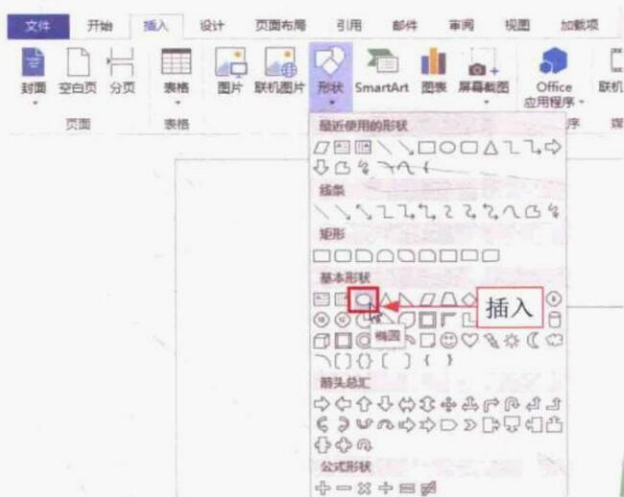 文件 开始 插入 设计 页面布局 引用 邮件 审阅 视图 加载项
封面 空白页 分页 表格 图片 联机图片 形状 SmartArt 图表 屏幕截图 Office 应用程序 联机
页面 表格 序 媒
最近使用的形状
线条
矩形
基本形状
插入
椭圆
箭头总汇
公式形状